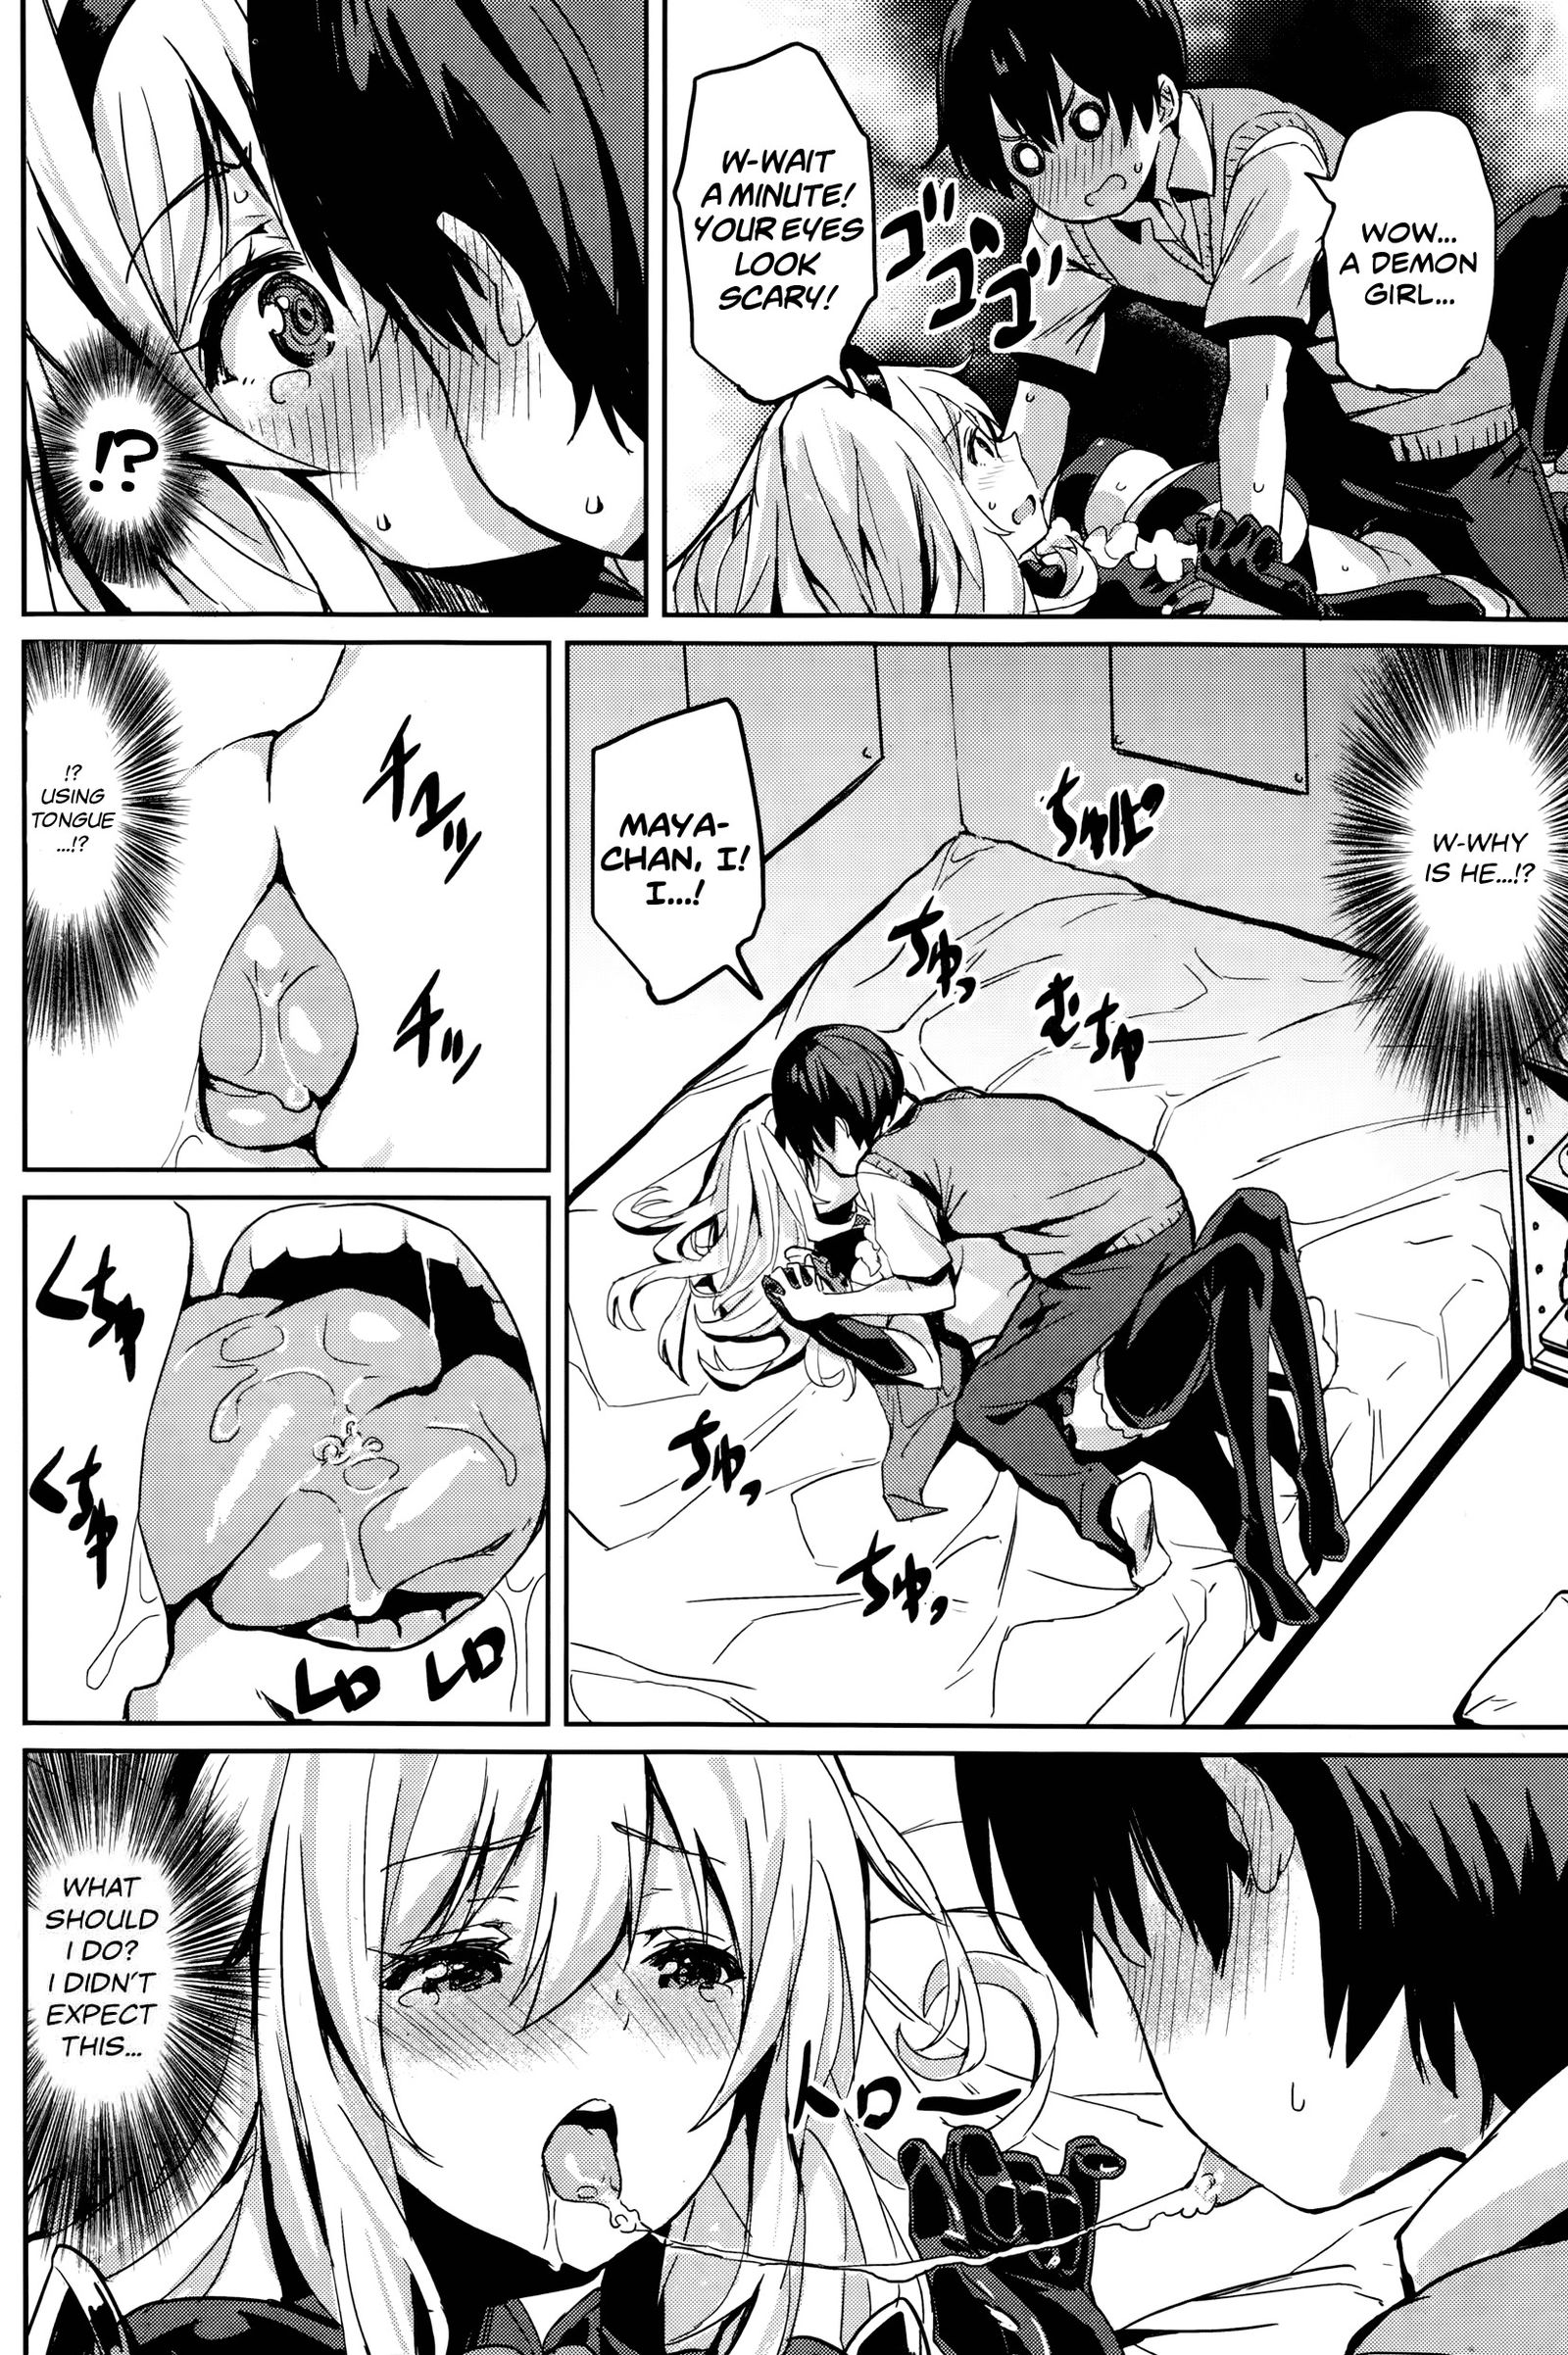 WOW...
A DEMON
GIRL...
W-WAIT
A MINUTE!
YOUR EYES
LOOK
SCARY!
ゴゴゴ
!?
W-WHY
IS HE...!?
MAYA-
CHAN, I!
I...!
ちゅぱっ
ちゅっ
むちゅ
ちゅっ
ちゅっ
!?
USING
TONGUE
...!?
チュッ
チッ
くちゅ
くちゅ
レロ
レロ
WHAT
SHOULD
I DO?
I DIDN'T
EXPECT
THIS...
トロー